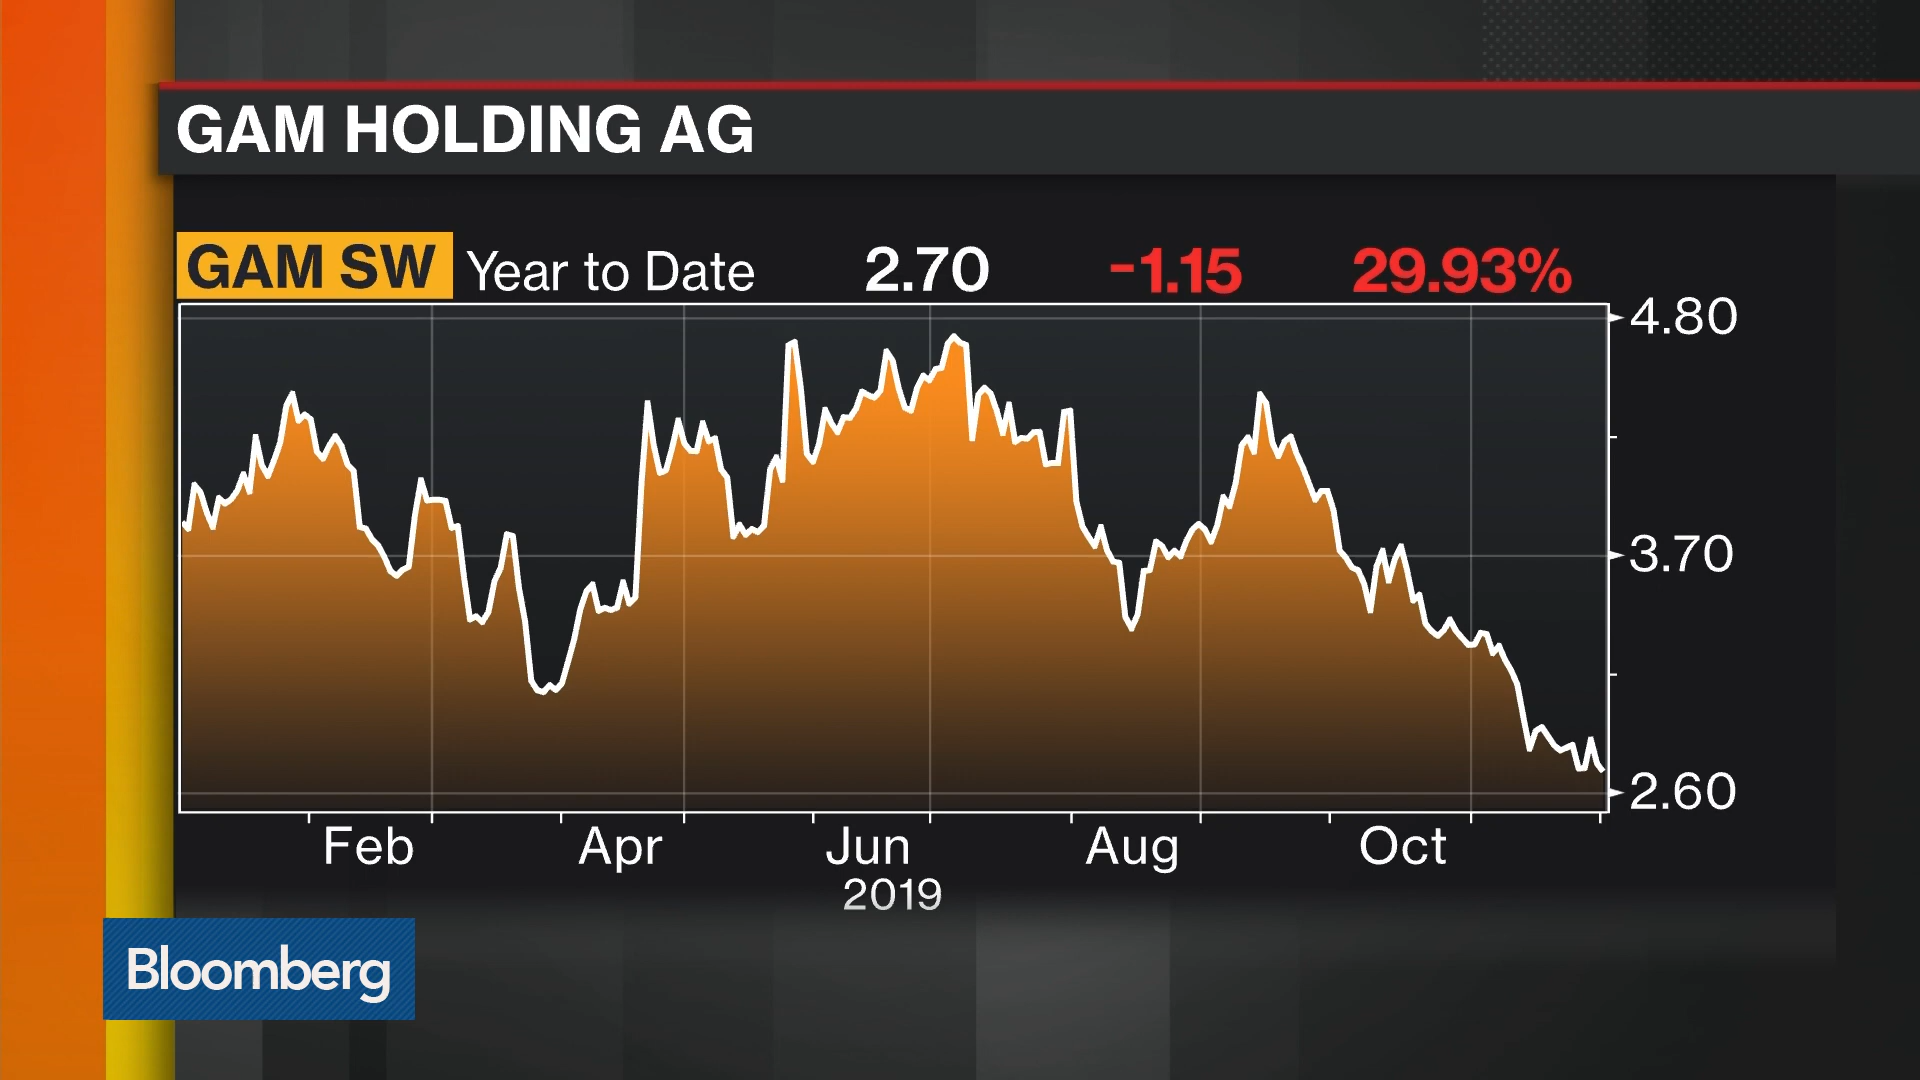 GAM HOLDING AG
GAM SW Year to Date 2.70 -1.15 29.93%
4.80
3.70
2.60
Feb Apr Jun Aug Oct
2019
Bloomberg